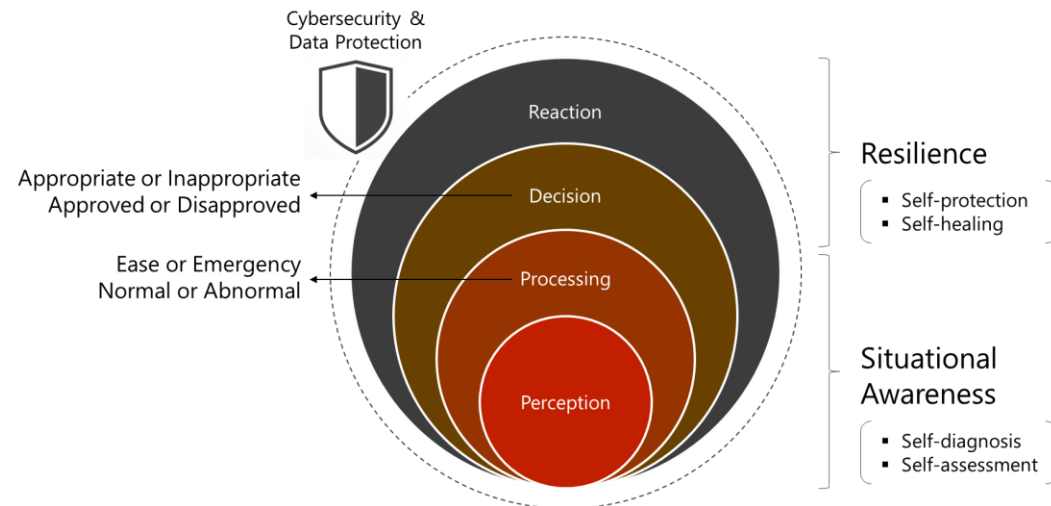 Cybersecurity &
Data Protection
Reaction
Decision
Processing
Perception
Appropriate or Inappropriate
Approved or Disapproved
Ease or Emergency
Normal or Abnormal
Resilience
▪ Self-protection
▪ Self-healing
Situational
Awareness
▪ Self-diagnosis
▪ Self-assessment